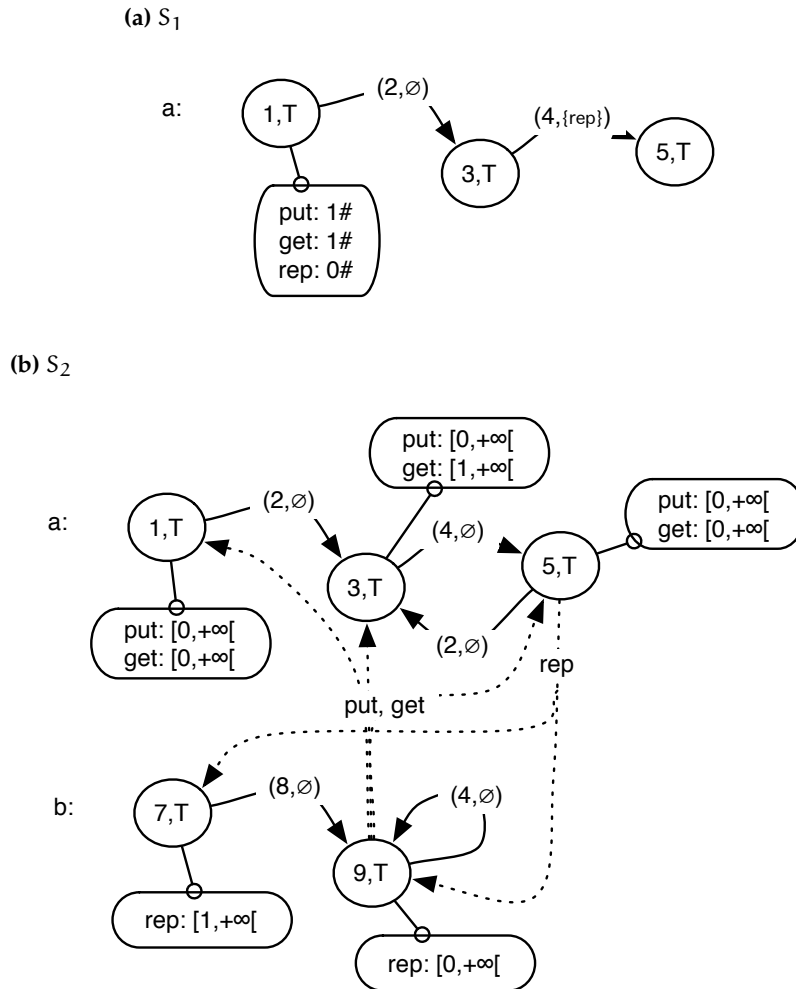 (a) S₁
a:
1,T
(2,∅)
3,T
(4,{rep})
5,T
put: 1#
get: 1#
rep: 0#
(b) S₂
put: [0,+∞[
get: [1,+∞[
put: [0,+∞[
get: [0,+∞[
a:
1,T
(2,∅)
3,T
(4,∅)
5,T
put: [0,+∞[
get: [0,+∞[
(2,∅)
rep
put, get
b:
7,T
(8,∅)
9,T
(4,∅)
rep: [1,+∞[
rep: [0,+∞[